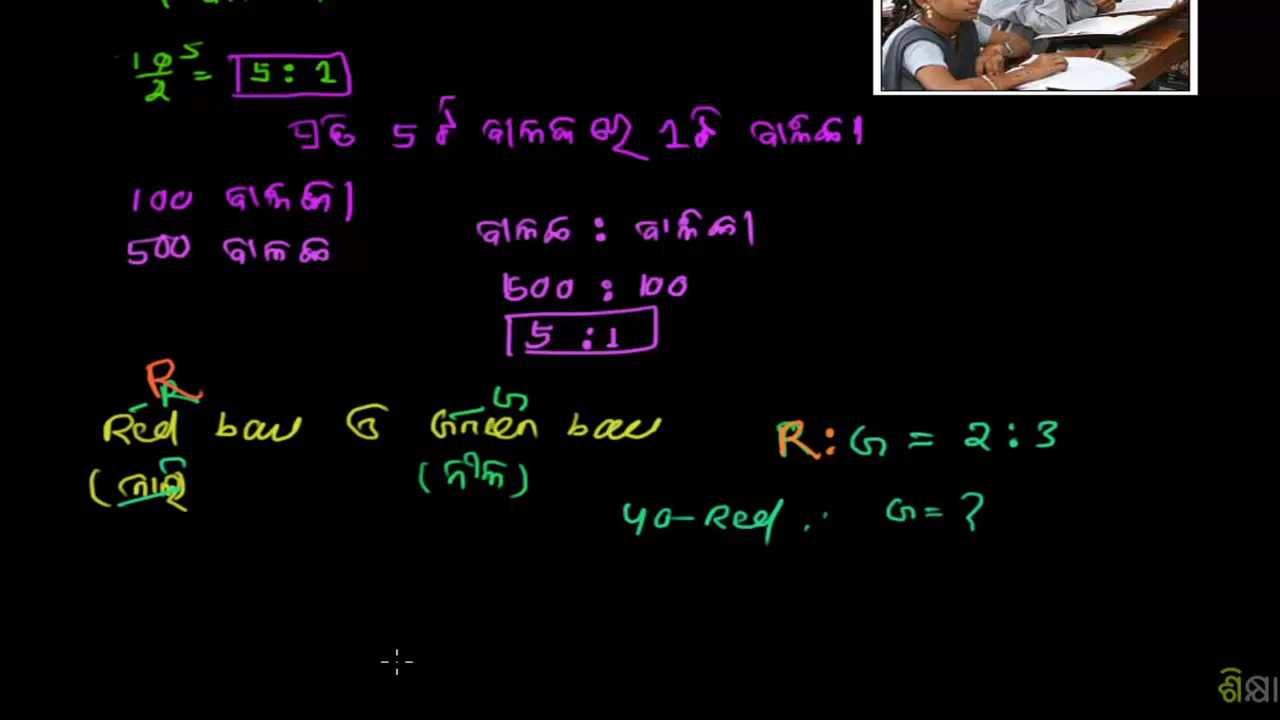 10/2 5 = 5 : 1
ପ୍ରତି 5 ଟି ବାଳକରେ 1 ଟି ବାଳିକା
100 ବାଳିକା
500 ବାଳକ
ବାଳକ : ବାଳିକା
500 : 100
5 : 1
R R G
Red ball ଓ Green ball
(ନାଲି) (ନୀଳ)
R : G = 2 : 3
40-Red ∴ G = ?
ଶିକ୍ଷା